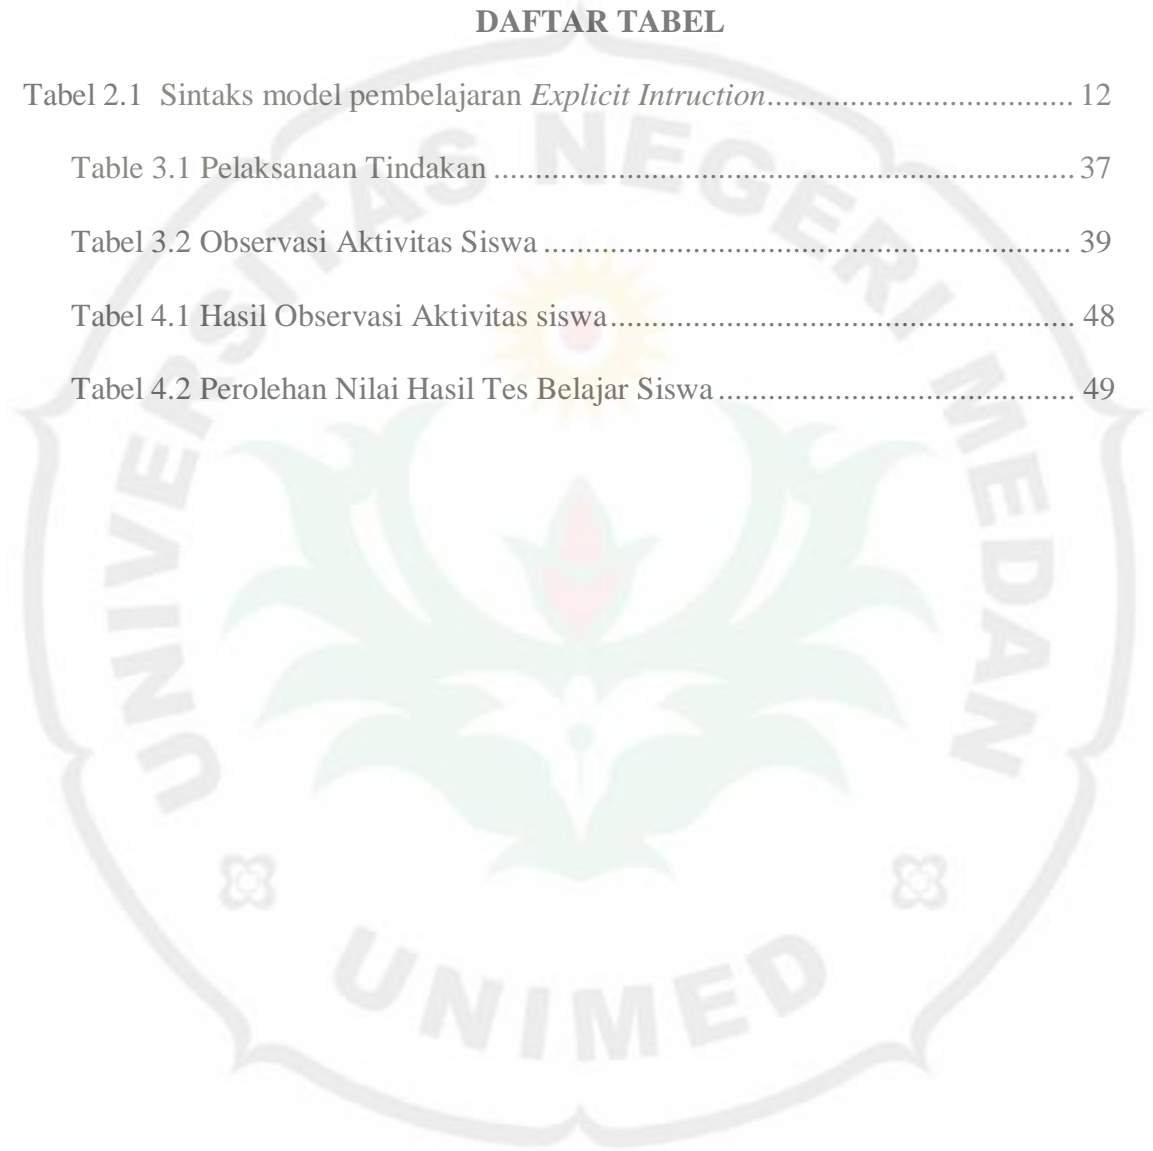 DAFTAR TABEL
Tabel 2.1 Sintaks model pembelajaran Explicit Intruction.................................. 12
Table 3.1 Pelaksanaan Tindakan ................................................................ 37
Tabel 3.2 Observasi Aktivitas Siswa .......................................................... 39
Tabel 4.1 Hasil Observasi Aktivitas siswa................................................... 48
Tabel 4.2 Perolehan Nilai Hasil Tes Belajar Siswa....................................... 49
UNIVERSITAS NEGERI MEDAN
UNIMED